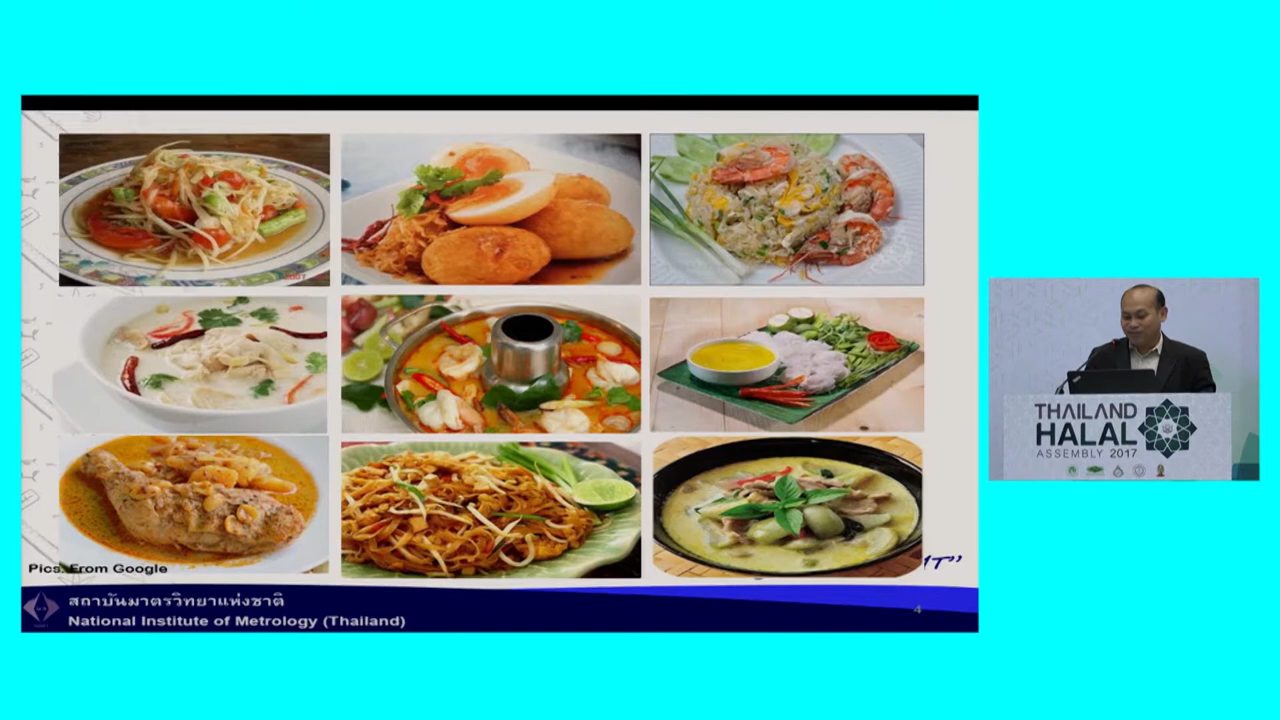 Pics. From Google
สถาบันมาตรวิทยาแห่งชาติ
National Institute of Metrology (Thailand)
4
THAILAND
HALAL
ASSEMBLY 2017